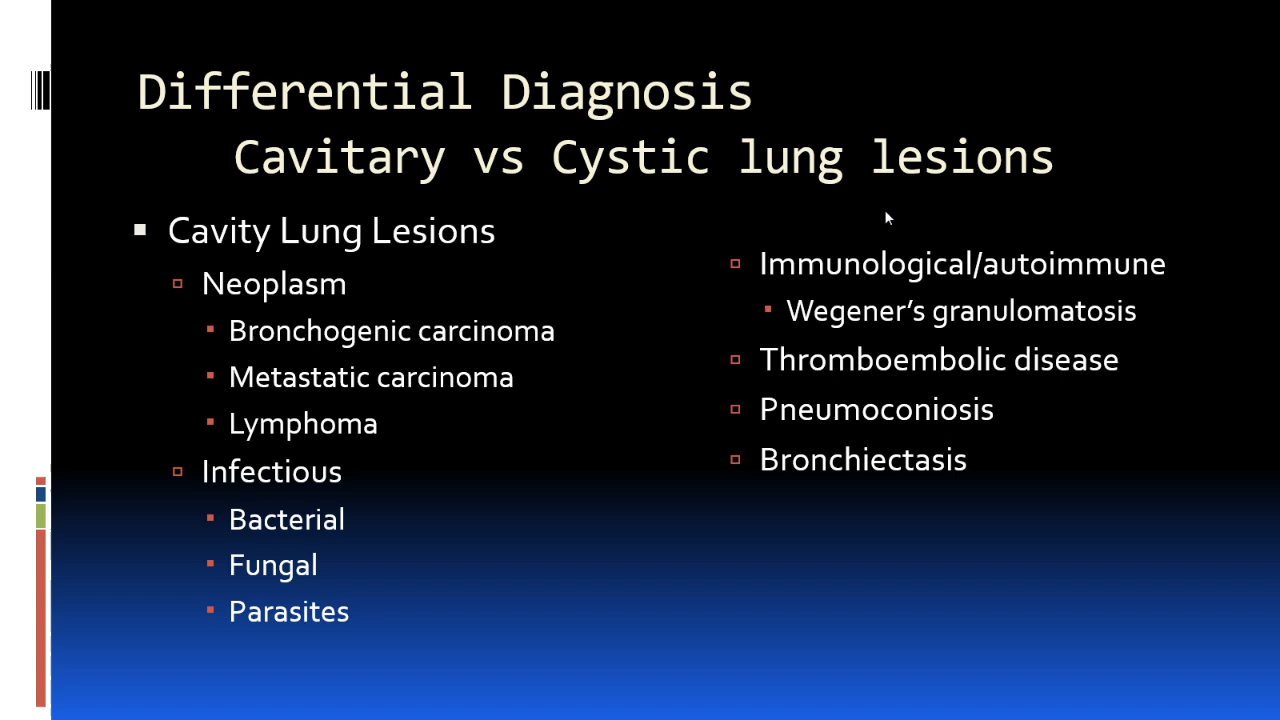 Differential Diagnosis
Cavitary vs Cystic lung lesions
Cavity Lung Lesions
Neoplasm
Bronchogenic carcinoma
Metastatic carcinoma
Lymphoma
Infectious
Bacterial
Fungal
Parasites
Immunological/autoimmune
Wegener’s granulomatosis
Thromboembolic disease
Pneumoconiosis
Bronchiectasis